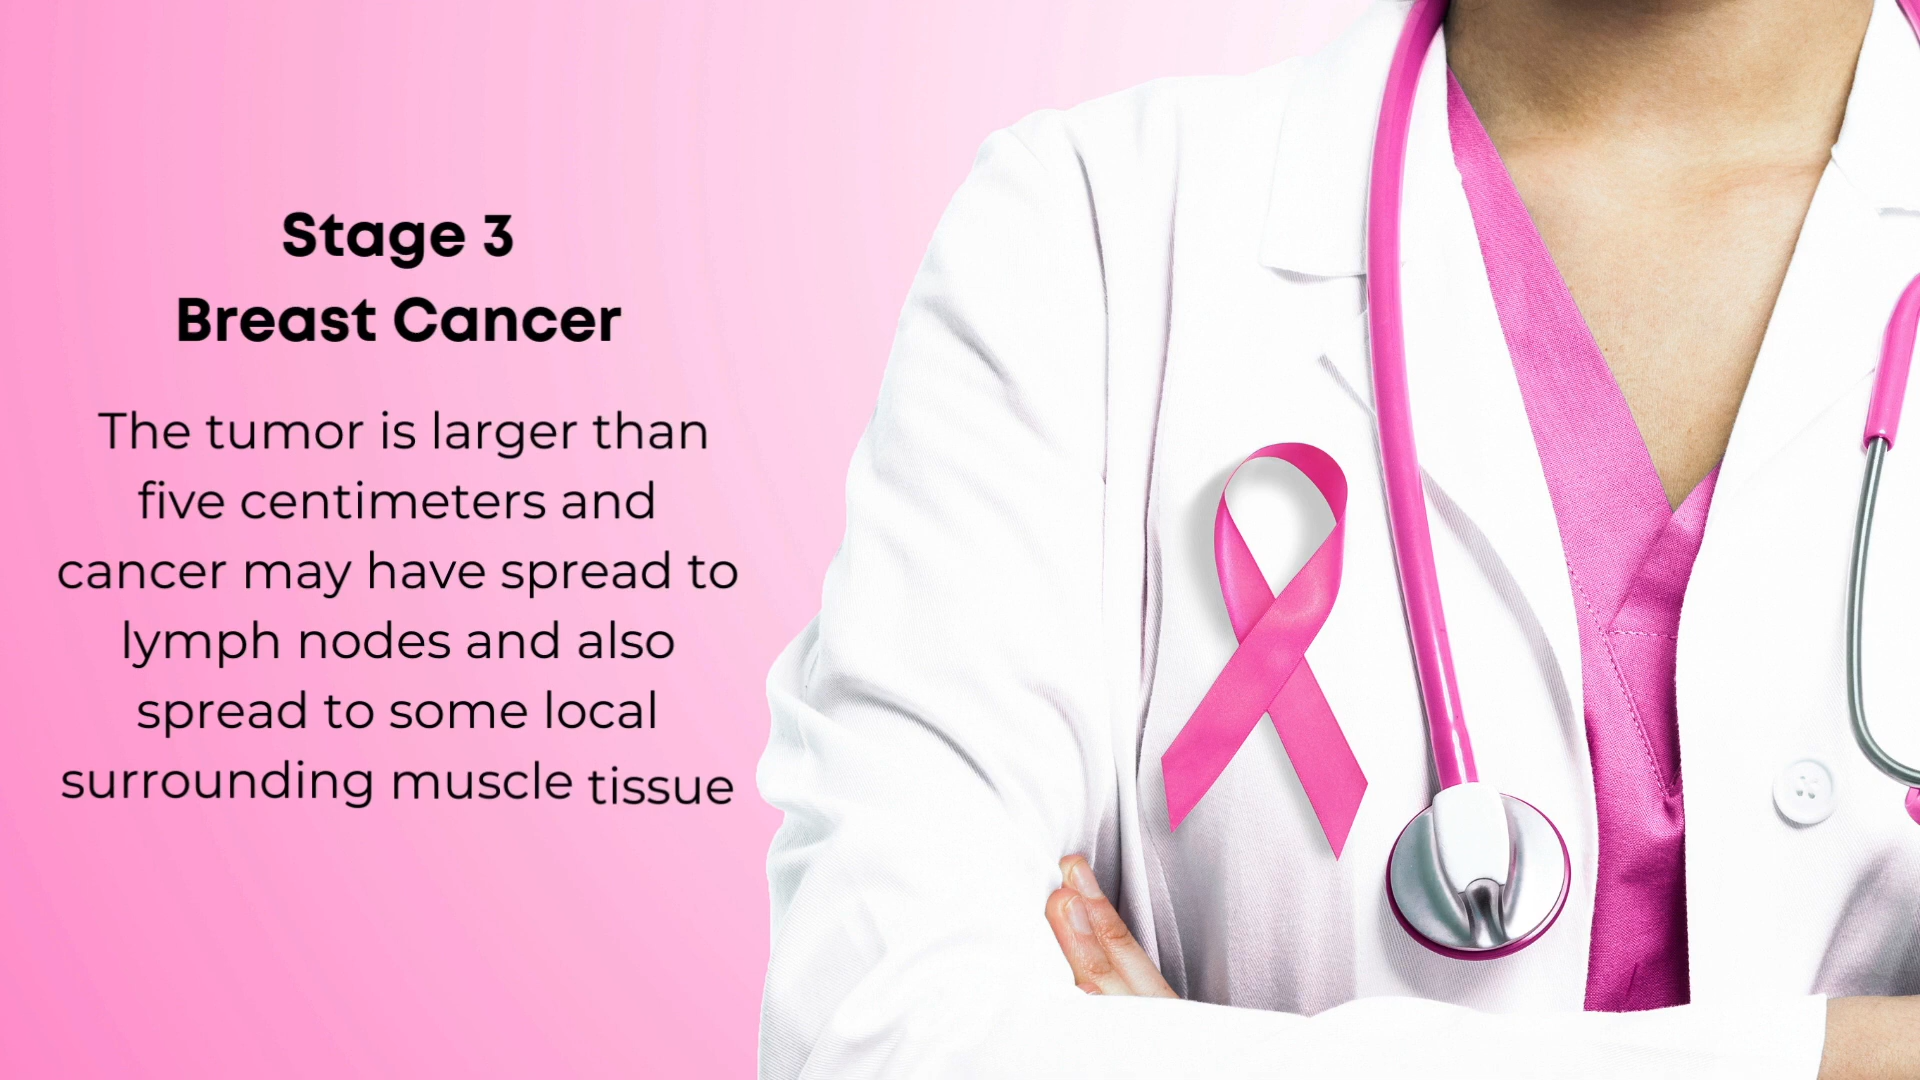 Stage 3
Breast Cancer
The tumor is larger than
five centimeters and
cancer may have spread to
lymph nodes and also
spread to some local
surrounding muscle tissue